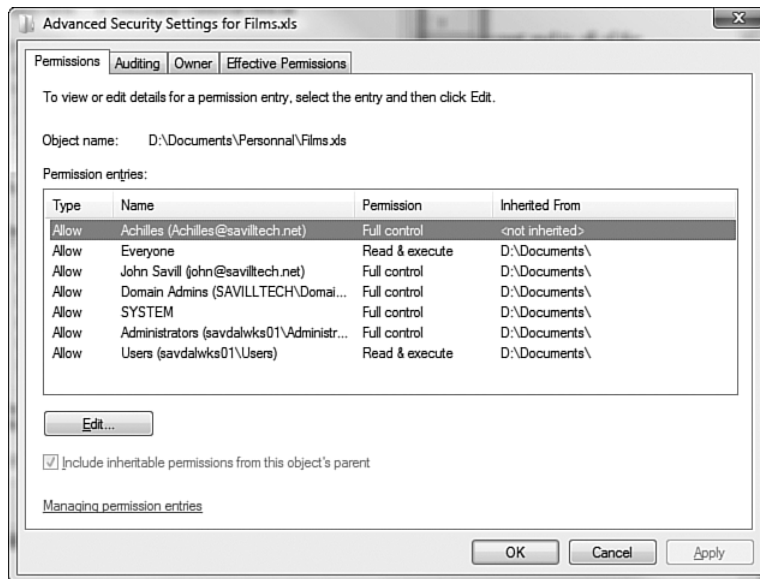 Advanced Security Settings for Films.xls
Permissions Auditing Owner Effective Permissions
To view or edit details for a permission entry, select the entry and then click Edit.
Object name: D:\Documents\Personnal\Films.xls
Permission entries:
Type Name Permission Inherited From
Allow Achilles (Achilles@savilltech.net) Full control <not inherited>
Allow Everyone Read & execute D:\Documents\
Allow John Savill (john@savilltech.net) Full control D:\Documents\
Allow Domain Admins (SAVILLTECH\Domai... Full control D:\Documents\
Allow SYSTEM Full control D:\Documents\
Allow Administrators (savdalwks01\Administr... Full control D:\Documents\
Allow Users (savdalwks01\Users) Read & execute D:\Documents\
Edit...
Include inheritable permissions from this object's parent
Managing permission entries
OK Cancel Apply